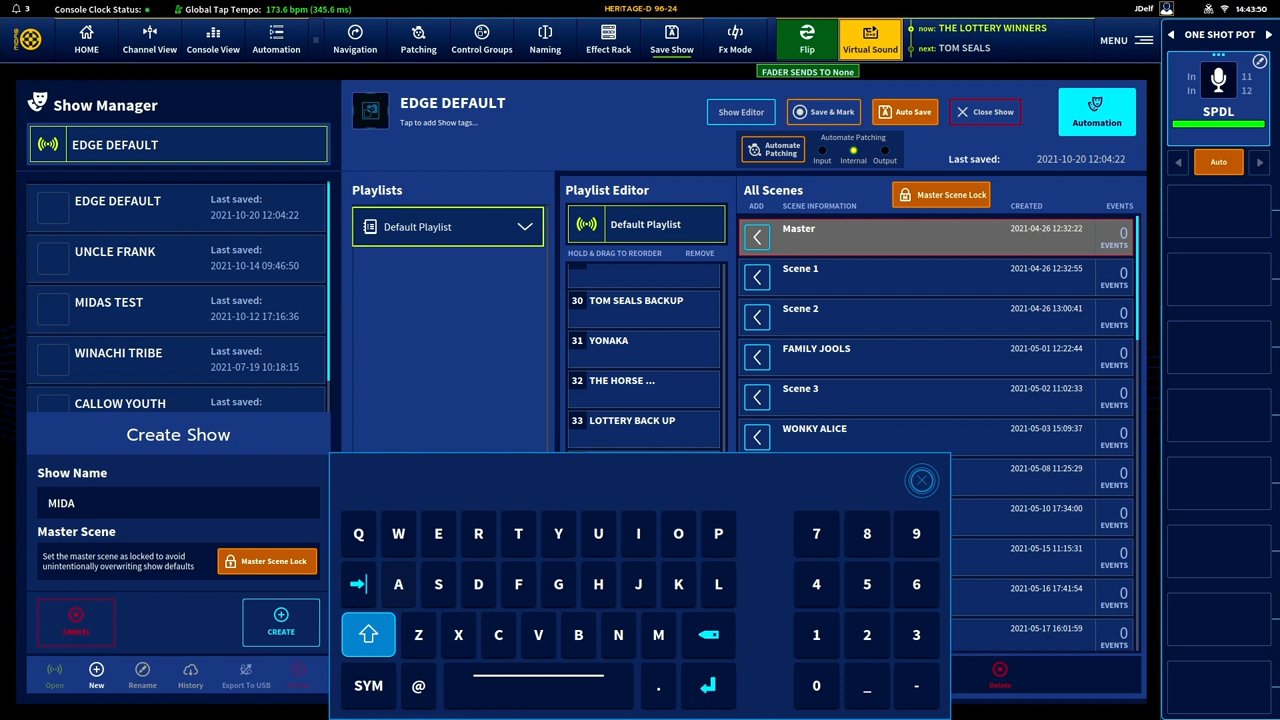 3
Console Clock Status:
Global Tap Tempo: 173.6 bpm (345.6 ms)
HERITAGE-D 96-24
JDelf
14:43:50
MIDAS
HOME
Channel View
Console View
Automation
Navigation
Patching
Control Groups
Naming
Effect Rack
Save Show
Fx Mode
Flip
Virtual Sound
now: THE LOTTERY WINNERS
next: TOM SEALS
MENU
ONE SHOT POT
FADER SENDS TO None
In 11
In 12
SPDL
Auto
Show Manager
EDGE DEFAULT
EDGE DEFAULT
Last saved:
2021-10-20 12:04:22
UNCLE FRANK
Last saved:
2021-10-14 09:46:50
MIDAS TEST
Last saved:
2021-10-12 17:16:36
WINACHI TRIBE
Last saved:
2021-07-19 10:18:15
CALLOW YOUTH
Last saved:
Create Show
Show Name
MIDA
Master Scene
Set the master scene as locked to avoid
unintentionally overwriting show defaults
Master Scene Lock
CANCEL
CREATE
Open
New
Rename
History
Export To USB
Delete
EDGE DEFAULT
Tap to add Show tags...
Show Editor
Save & Mark
Auto Save
Close Show
Automation
Automate
Patching
Automate Patching
Input
Internal
Output
Last saved:
2021-10-20 12:04:22
Playlists
Default Playlist
Playlist Editor
Default Playlist
HOLD & DRAG TO REORDER
REMOVE
30 TOM SEALS BACKUP
31 YONAKA
32 THE HORSE ...
33 LOTTERY BACK UP
All Scenes
Master Scene Lock
ADD
SCENE INFORMATION
CREATED
EVENTS
Master
2021-04-26 12:32:22
0
EVENTS
Scene 1
2021-04-26 12:32:55
0
EVENTS
Scene 2
2021-04-26 13:00:41
0
EVENTS
FAMILY JOOLS
2021-05-01 12:22:44
0
EVENTS
Scene 3
2021-05-02 11:02:33
0
EVENTS
WONKY ALICE
2021-05-03 15:09:37
0
EVENTS
2021-05-08 11:25:29
0
EVENTS
2021-05-10 17:34:00
0
EVENTS
2021-05-15 11:15:31
0
EVENTS
2021-05-16 17:41:54
0
EVENTS
2021-05-17 16:01:59
0
EVENTS
Delete
Q W E R T Y U I O P 7 8 9
A S D F G H J K L 4 5 6
Z X C V B N M 1 2 3
SYM @ . 0 _ -